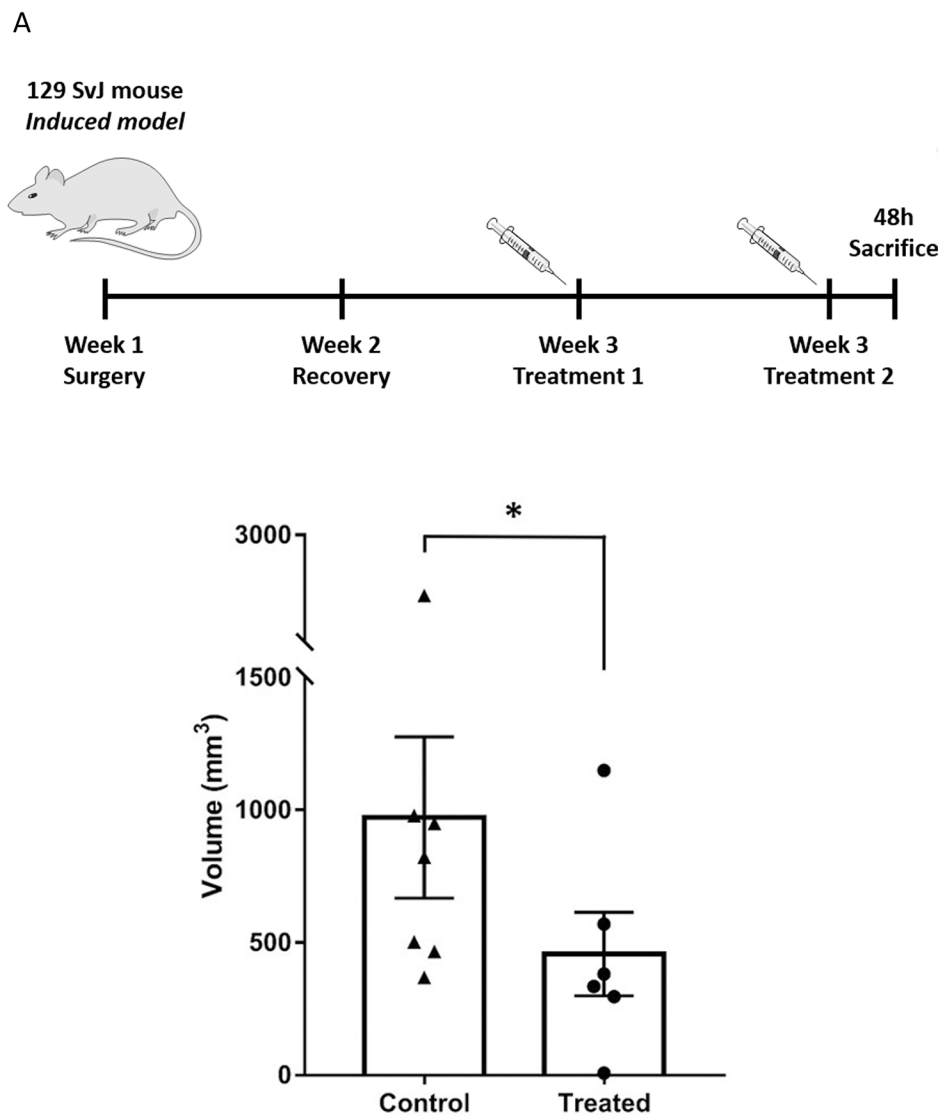 A
129 SvJ mouse
Induced model
48h
Sacrifice
Week 1
Surgery
Week 2
Recovery
Week 3
Treatment 1
Week 3
Treatment 2
*
3000
1500
1000
500
0
Volume (mm³)
Control
Treated